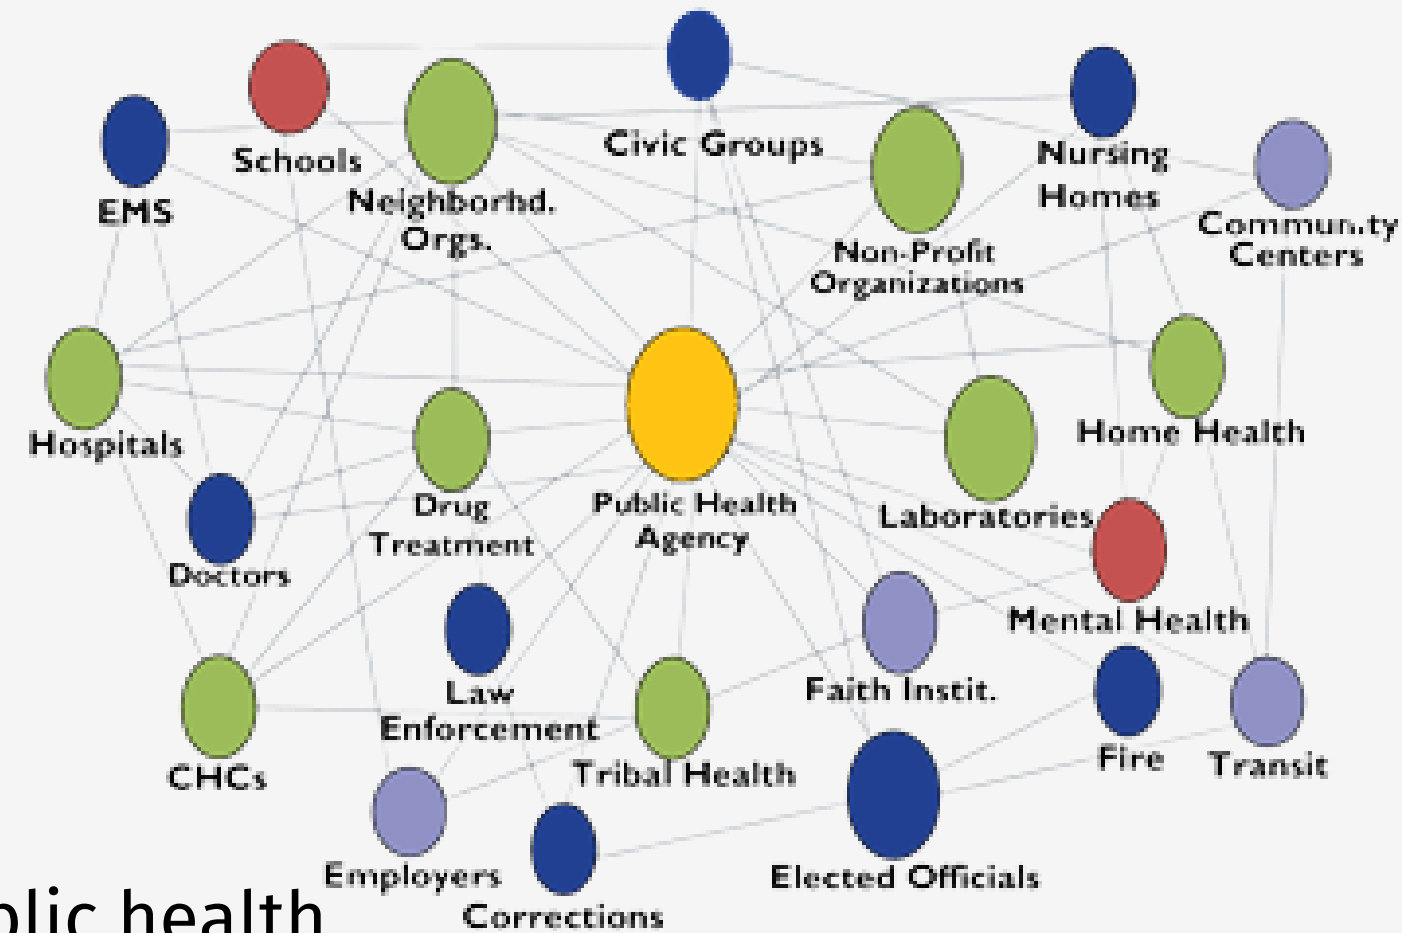 Civic Groups
Schools
Nursing
Homes
EMS
Neighborhd.
Orgs.
Non-Profit
Organizations
Commun.ty
Centers
Hospitals
Home Health
Drug
Treatment
Public Health
Agency
Laboratories
Doctors
Mental Health
Law
Enforcement
Faith Instit.
Fire
Transit
CHCs
Tribal Health
Employers
Elected Officials
Corrections
blic health